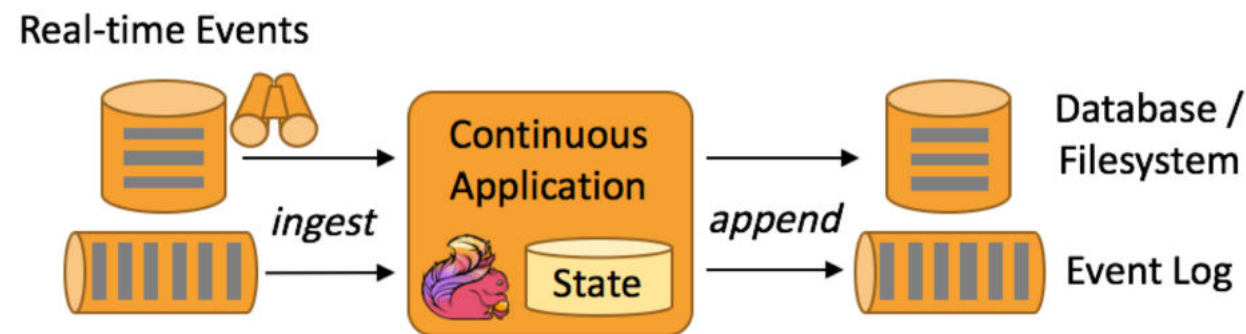 Real-time Events
Continuous
Application
ingest
State
append
Database /
Filesystem
Event Log